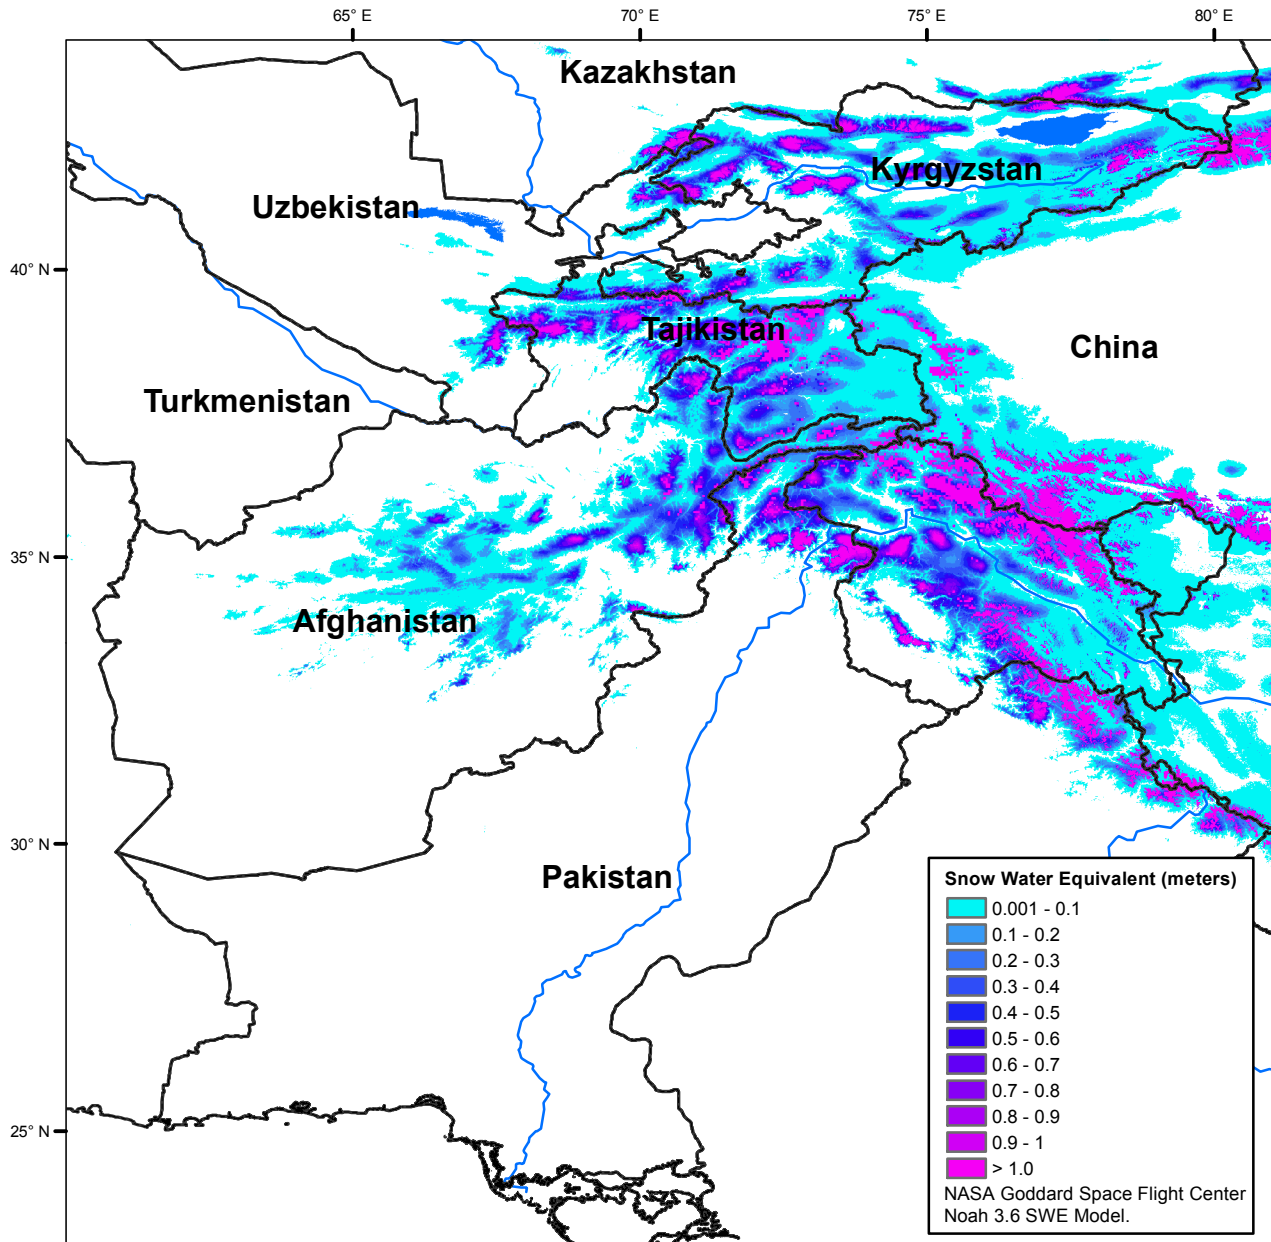 65° E
70° E
75° E
80° E
Kazakhstan
Kyrgyzstan
Uzbekistan
40° N
Tajikistan
China
Turkmenistan
35° N
Afghanistan
30° N
Pakistan
25° N
Snow Water Equivalent (meters)
0.001 - 0.1
0.1 - 0.2
0.2 - 0.3
0.3 - 0.4
0.4 - 0.5
0.5 - 0.6
0.6 - 0.7
0.7 - 0.8
0.8 - 0.9
0.9 - 1
> 1.0
NASA Goddard Space Flight Center
Noah 3.6 SWE Model.